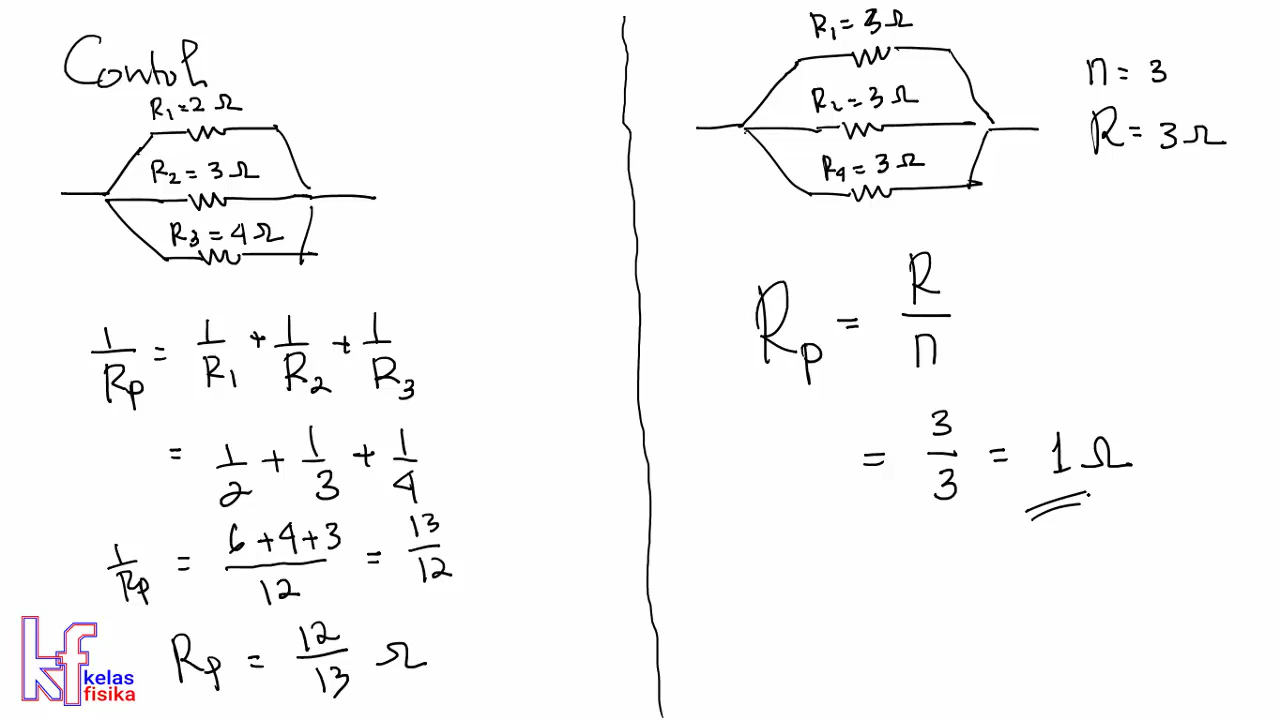 Contoh
R₁=2 Ω
R₂ = 3 Ω
R₃ = 4 Ω
1/Rp = 1/R₁ + 1/R₂ + 1/R₃
= 1/2 + 1/3 + 1/4
1/Rp = (6+4+3)/12 = 13/12
Rp = 12/13 Ω
kf kelas
fisika
R₁= 3 Ω
R₂ = 3 Ω
R₄= 3 Ω
n = 3
R = 3 Ω
Rp = R/n
= 3/3 = 1 Ω